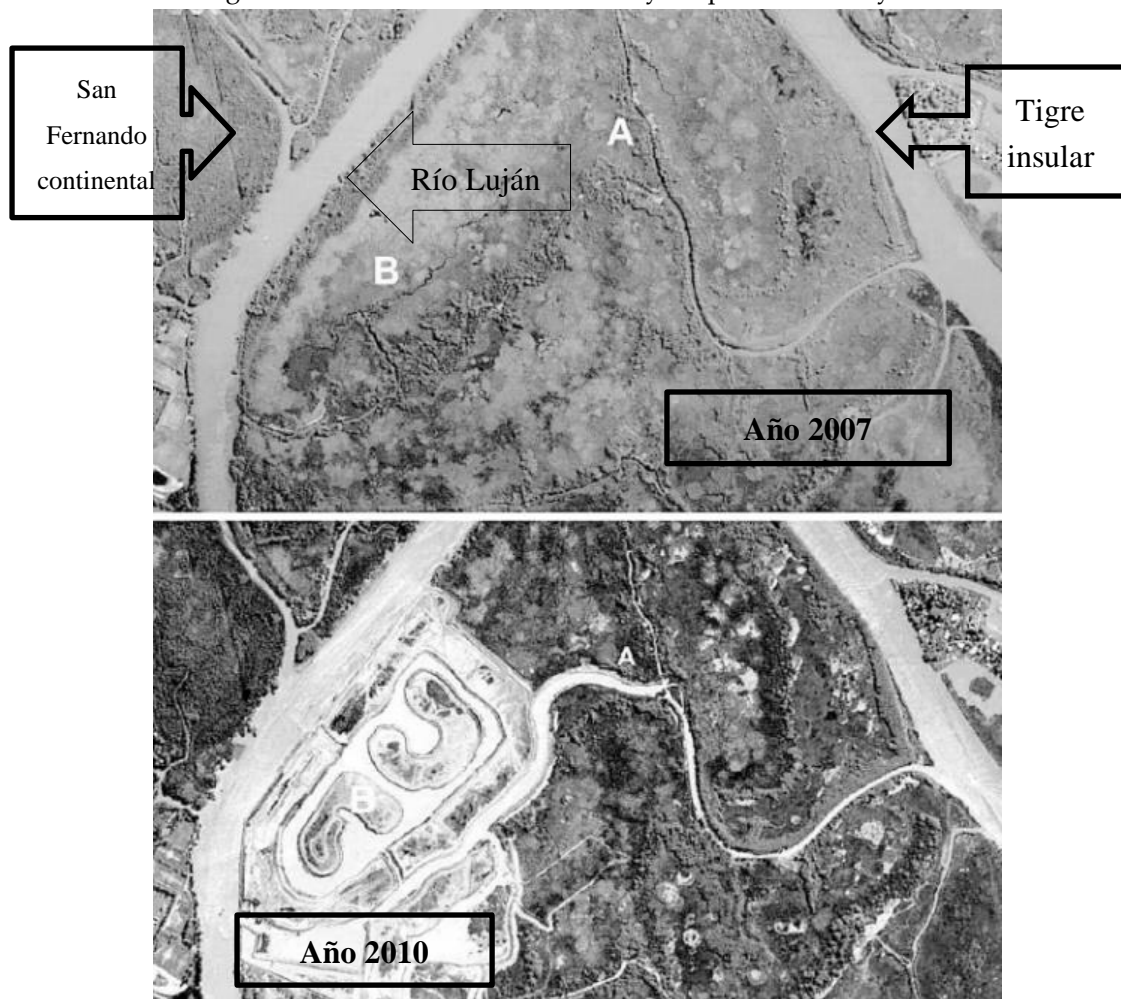 San
Fernando
continental
Río Luján
Tigre
insular
A
B
Año 2007
A
B
Año 2010